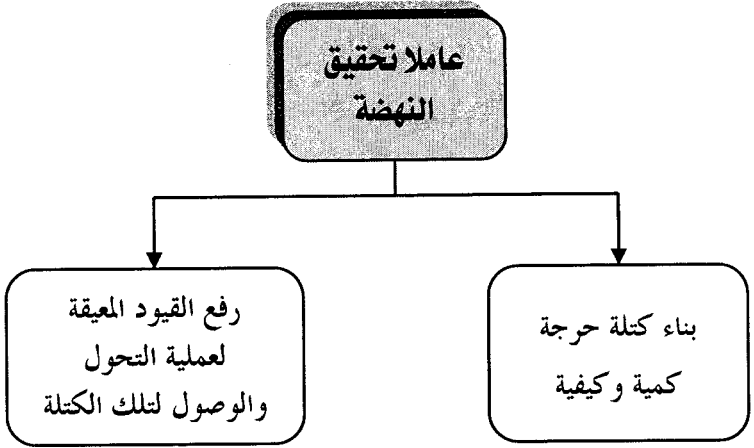 عاملا تحقيق
النهضة
بناء كتلة حرجة
كمية وكيفية
رفع القيود المعيقة
لعملية التحول
والوصول لتلك الكتلة